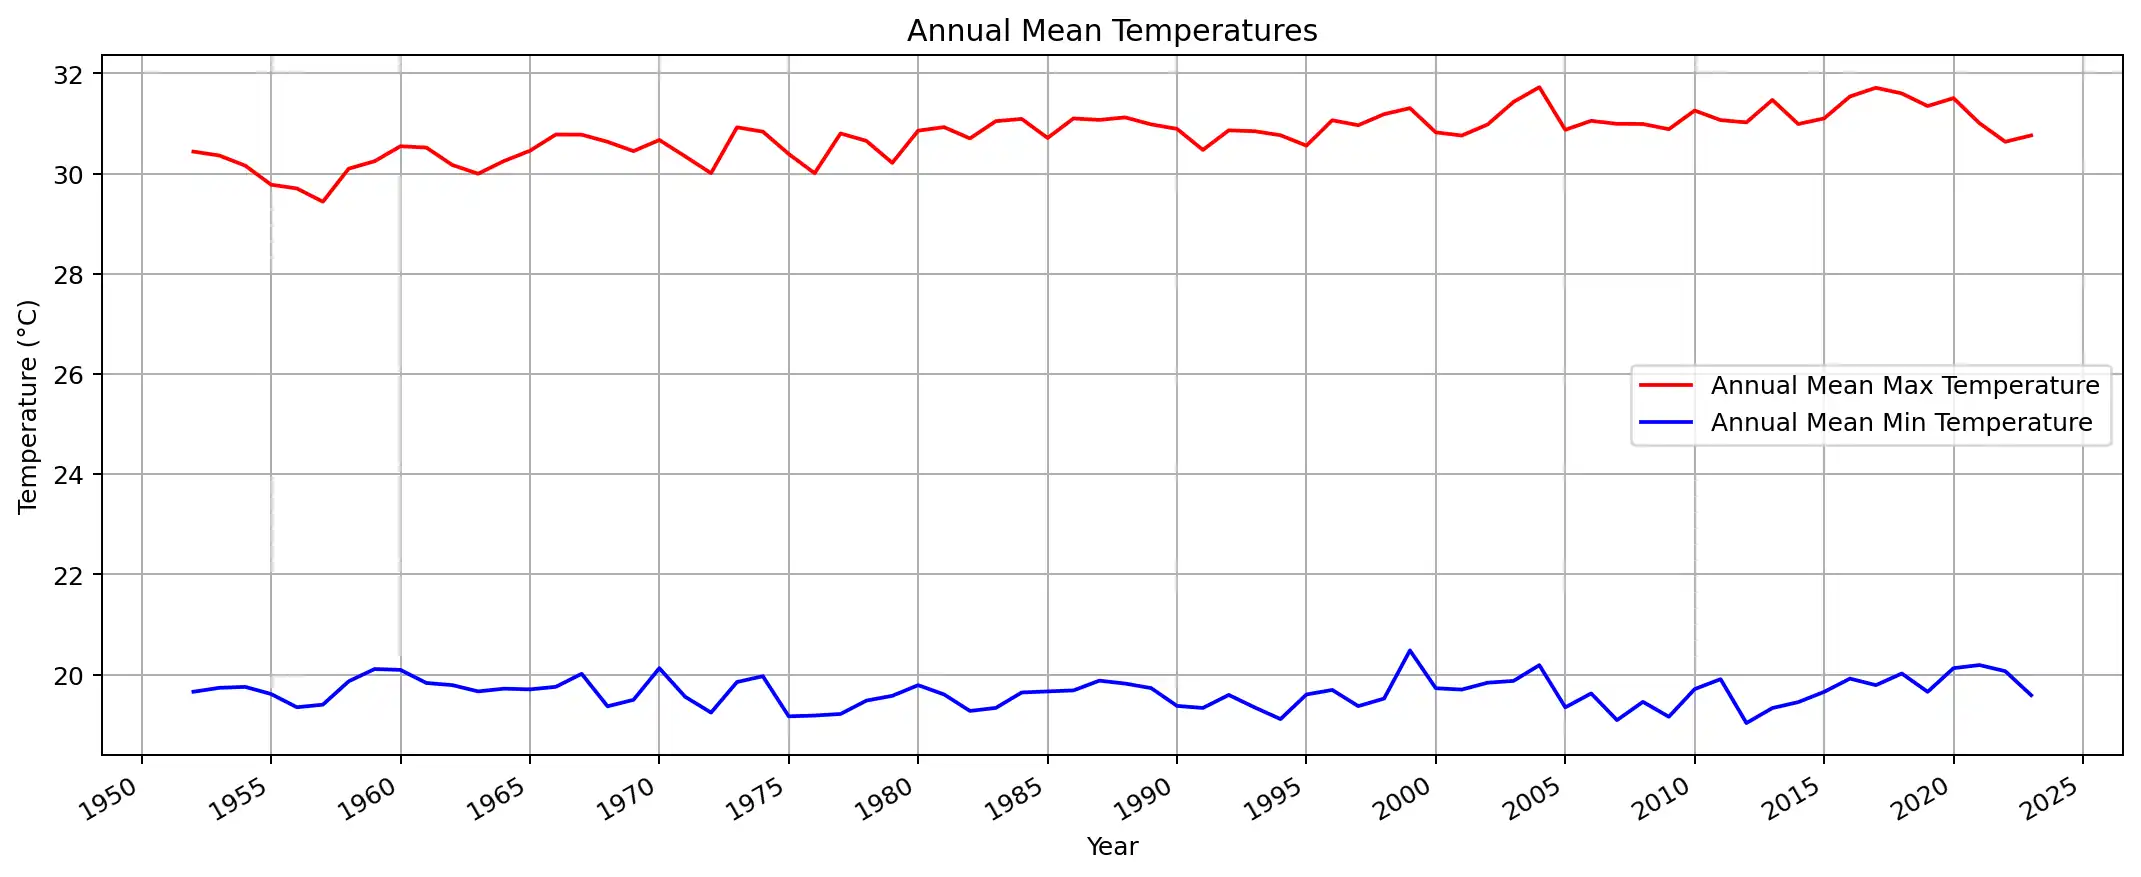 Annual Mean Temperatures
32
30
28
26
24
22
20
Temperature (°C)
Annual Mean Max Temperature
Annual Mean Min Temperature
1950 1955 1960 1965 1970 1975 1980 1985 1990 1995 2000 2005 2010 2015 2020 2025
Year